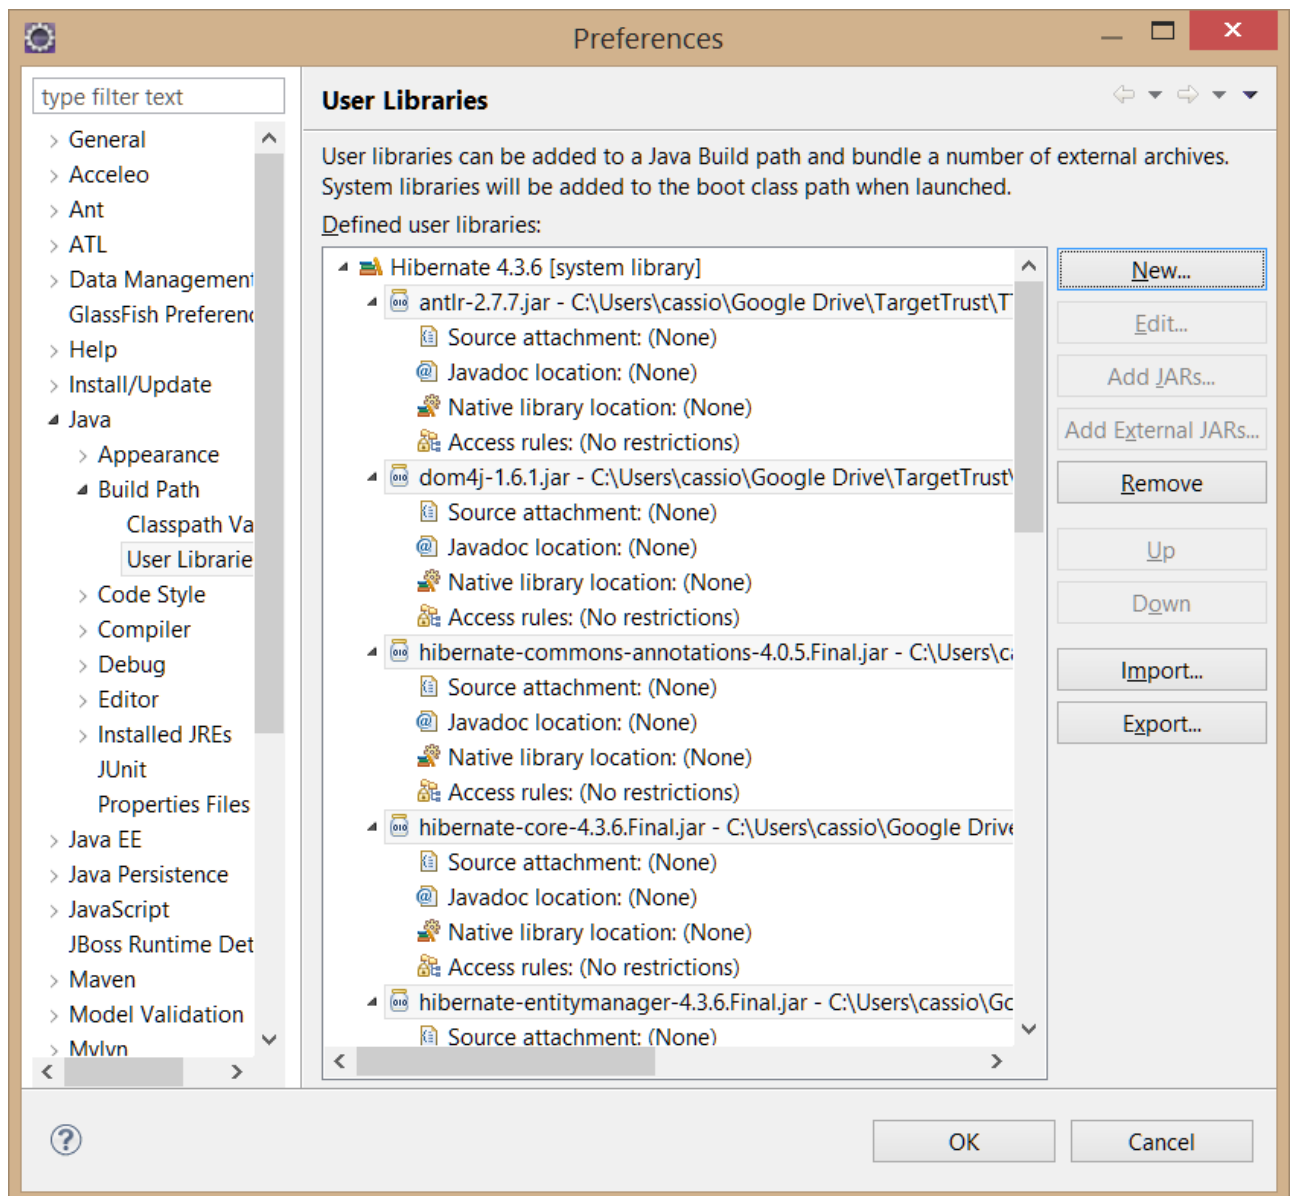 Preferences
type filter text
General
Acceleo
Ant
ATL
Data Management
GlassFish Preferenc
Help
Install/Update
Java
Appearance
Build Path
Classpath Va
User Librarie
Code Style
Compiler
Debug
Editor
Installed JREs
JUnit
Properties Files
Java EE
Java Persistence
JavaScript
JBoss Runtime Det
Maven
Model Validation
Mylyn
User Libraries
User libraries can be added to a Java Build path and bundle a number of external archives.
System libraries will be added to the boot class path when launched.
Defined user libraries:
Hibernate 4.3.6 [system library]
antlr-2.7.7.jar - C:\Users\cassio\Google Drive\TargetTrust\T
Source attachment: (None)
Javadoc location: (None)
Native library location: (None)
Access rules: (No restrictions)
dom4j-1.6.1.jar - C:\Users\cassio\Google Drive\TargetTrust\
Source attachment: (None)
Javadoc location: (None)
Native library location: (None)
Access rules: (No restrictions)
hibernate-commons-annotations-4.0.5.Final.jar - C:\Users\ca
Source attachment: (None)
Javadoc location: (None)
Native library location: (None)
Access rules: (No restrictions)
hibernate-core-4.3.6.Final.jar - C:\Users\cassio\Google Drive
Source attachment: (None)
Javadoc location: (None)
Native library location: (None)
Access rules: (No restrictions)
hibernate-entitymanager-4.3.6.Final.jar - C:\Users\cassio\Gc
Source attachment: (None)
New...
Edit...
Add JARs...
Add External JARs...
Remove
Up
Down
Import...
Export...
OK
Cancel